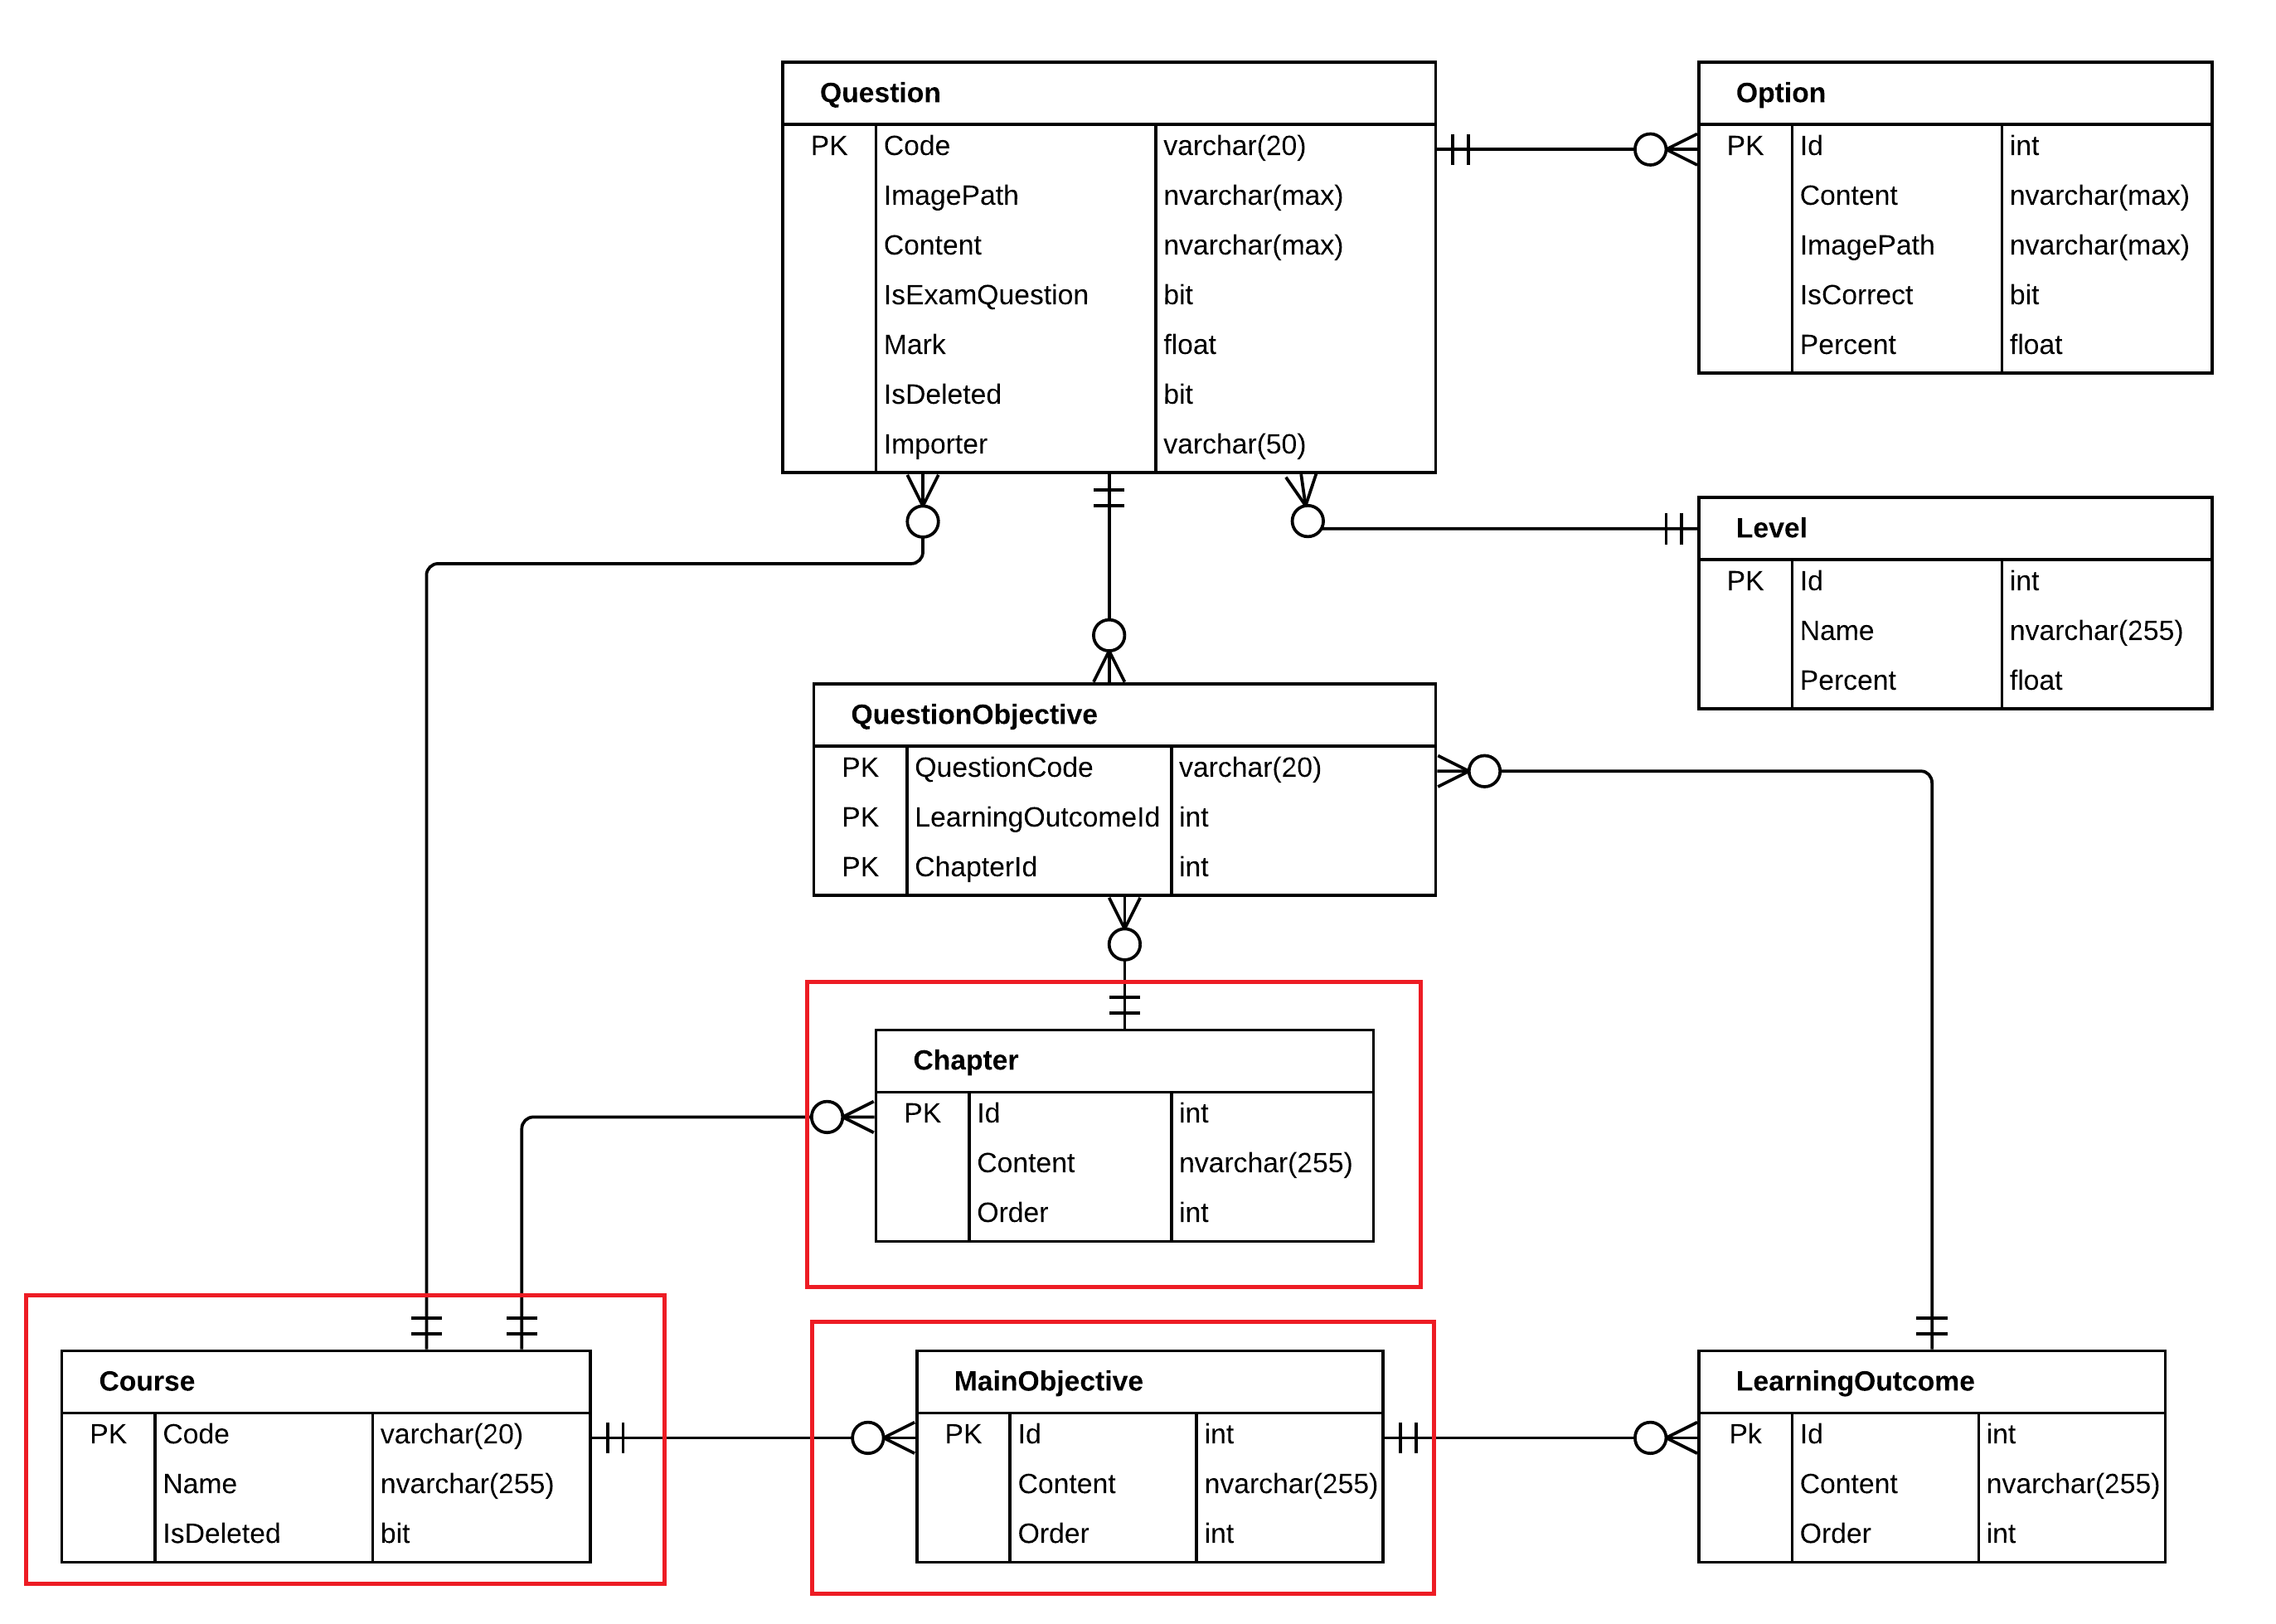 Question
PK Code varchar(20)
ImagePath nvarchar(max)
Content nvarchar(max)
IsExamQuestion bit
Mark float
IsDeleted bit
Importer varchar(50)
Option
PK Id int
Content nvarchar(max)
ImagePath nvarchar(max)
IsCorrect bit
Percent float
Level
PK Id int
Name nvarchar(255)
Percent float
QuestionObjective
PK QuestionCode varchar(20)
PK LearningOutcomeId int
PK ChapterId int
Chapter
PK Id int
Content nvarchar(255)
Order int
Course
PK Code varchar(20)
Name nvarchar(255)
IsDeleted bit
MainObjective
PK Id int
Content nvarchar(255)
Order int
LearningOutcome
Pk Id int
Content nvarchar(255)
Order int